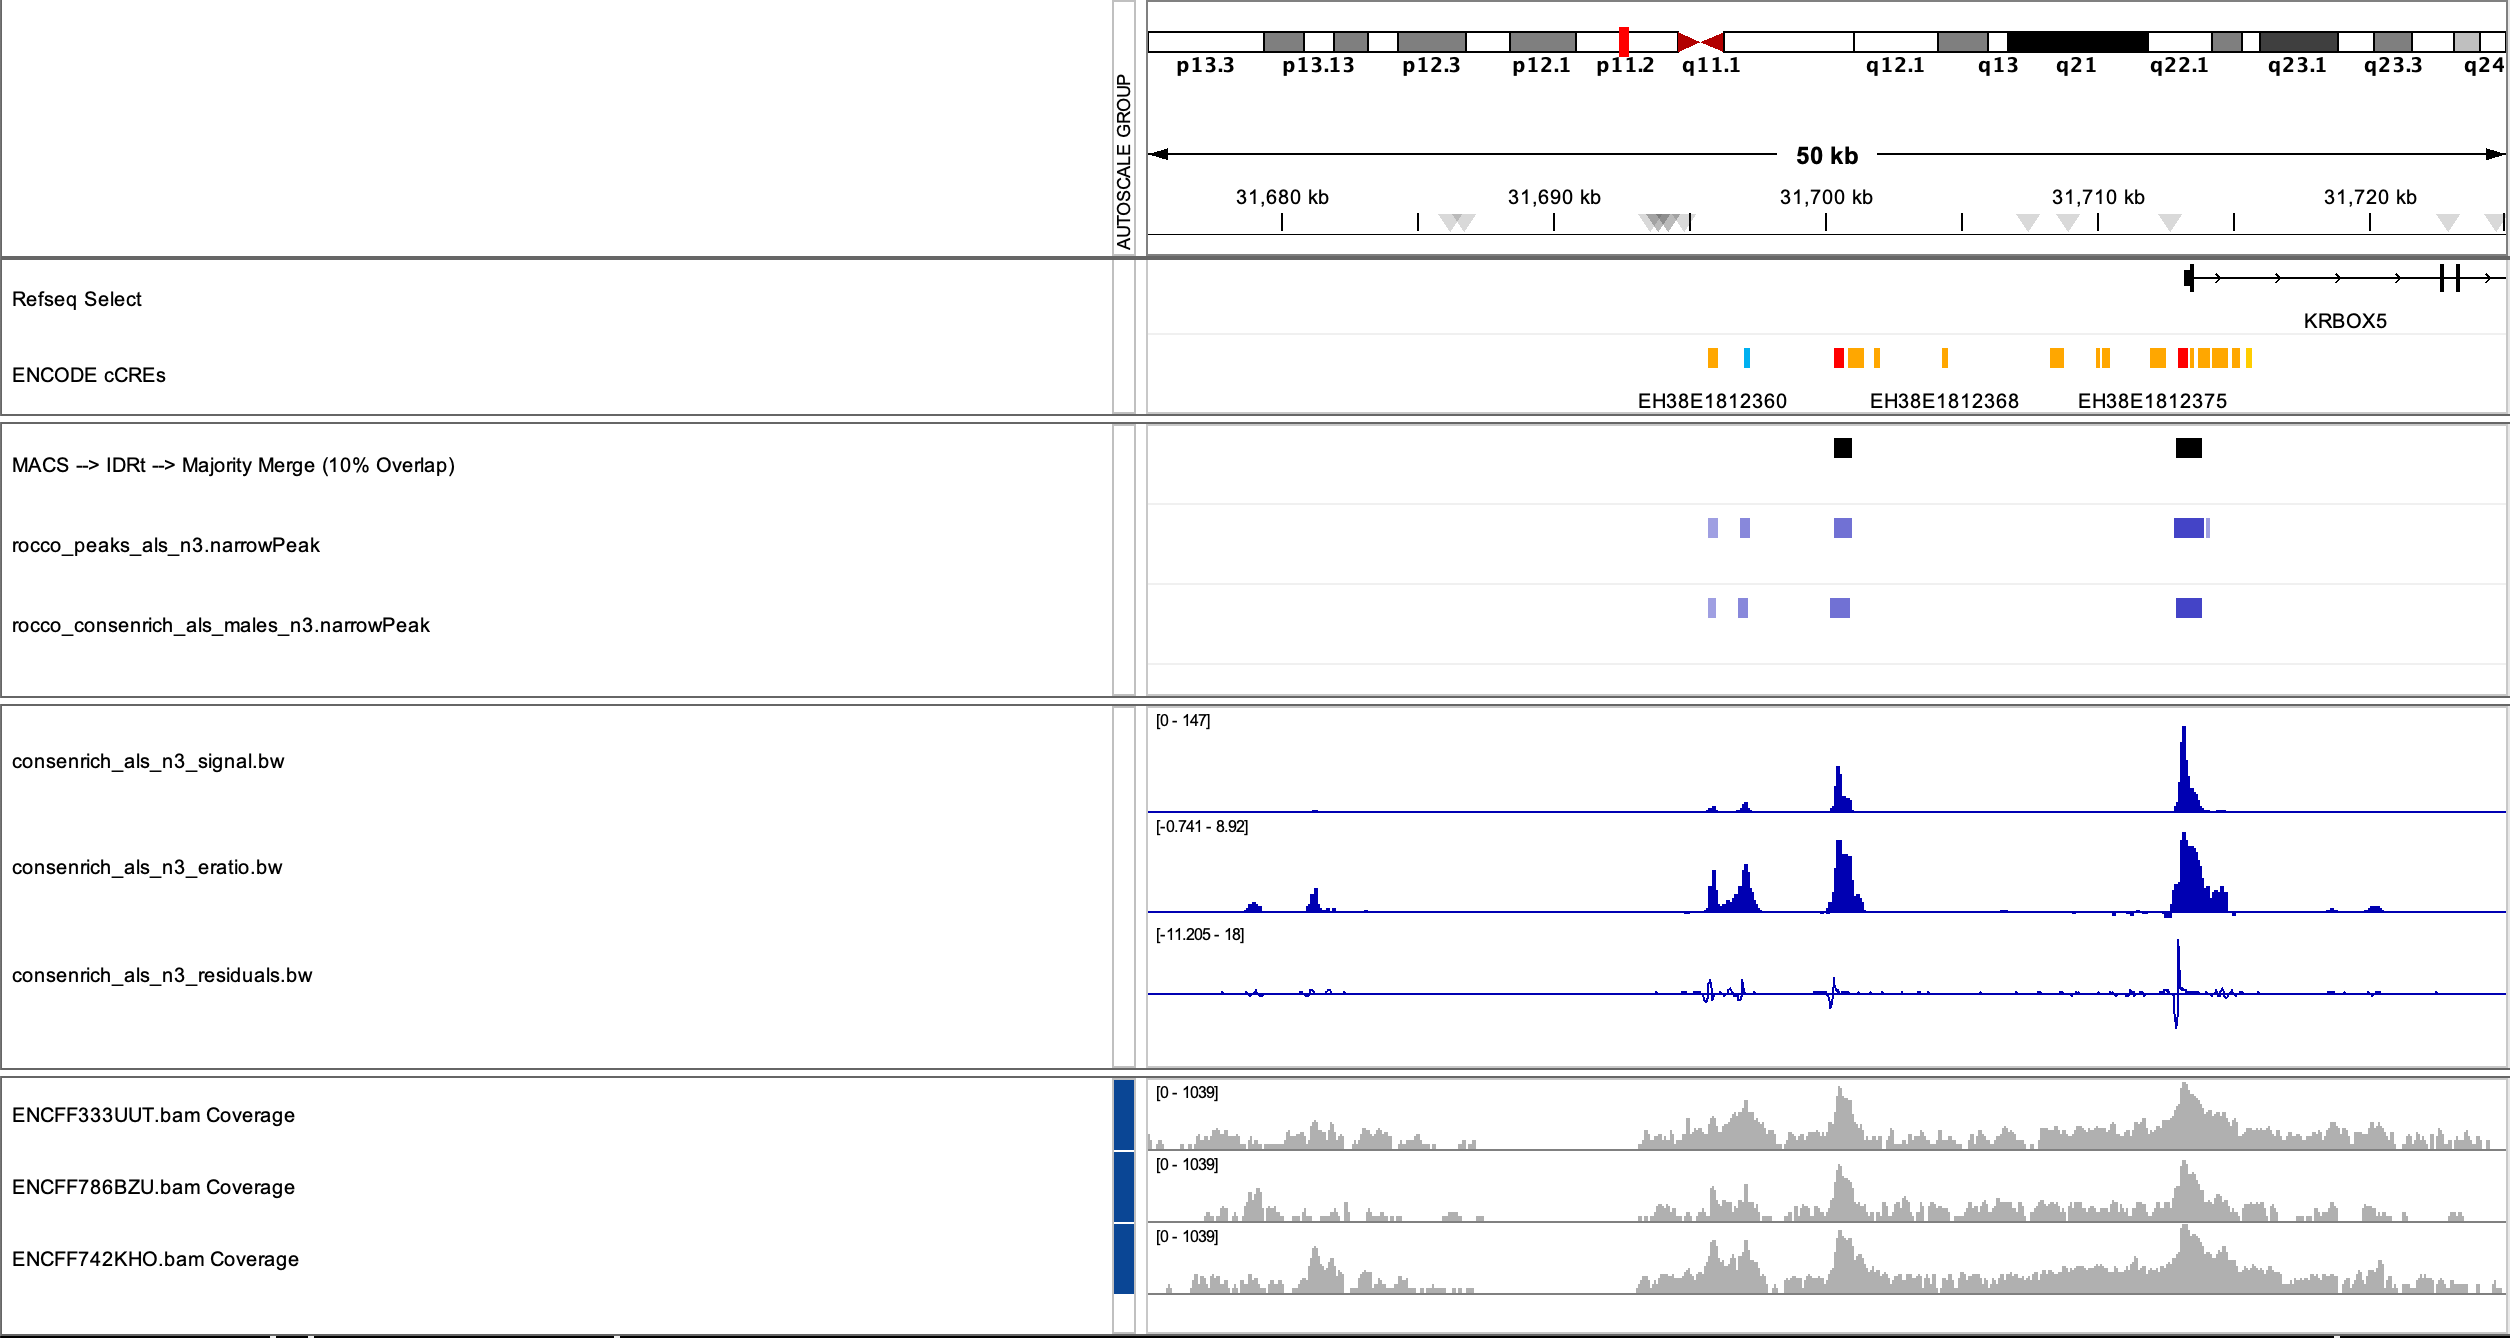 p13.3 p13.13 p12.3 p12.1 p11.2 q11.1 q12.1 q13 q21 q22.1 q23.1 q23.3 q24
AUTOSCALE GROUP
50 kb
31,680 kb 31,690 kb 31,700 kb 31,710 kb 31,720 kb
Refseq Select
KRBOX5
ENCODE cCREs
EH38E1812360 EH38E1812368 EH38E1812375
MACS --> IDRt --> Majority Merge (10% Overlap)
rocco_peaks_als_n3.narrowPeak
rocco_consenrich_als_males_n3.narrowPeak
[0 - 147]
consenrich_als_n3_signal.bw
[-0.741 - 8.92]
consenrich_als_n3_eratio.bw
[-11.205 - 18]
consenrich_als_n3_residuals.bw
[0 - 1039]
ENCFF333UUT.bam Coverage
[0 - 1039]
ENCFF786BZU.bam Coverage
[0 - 1039]
ENCFF742KHO.bam Coverage